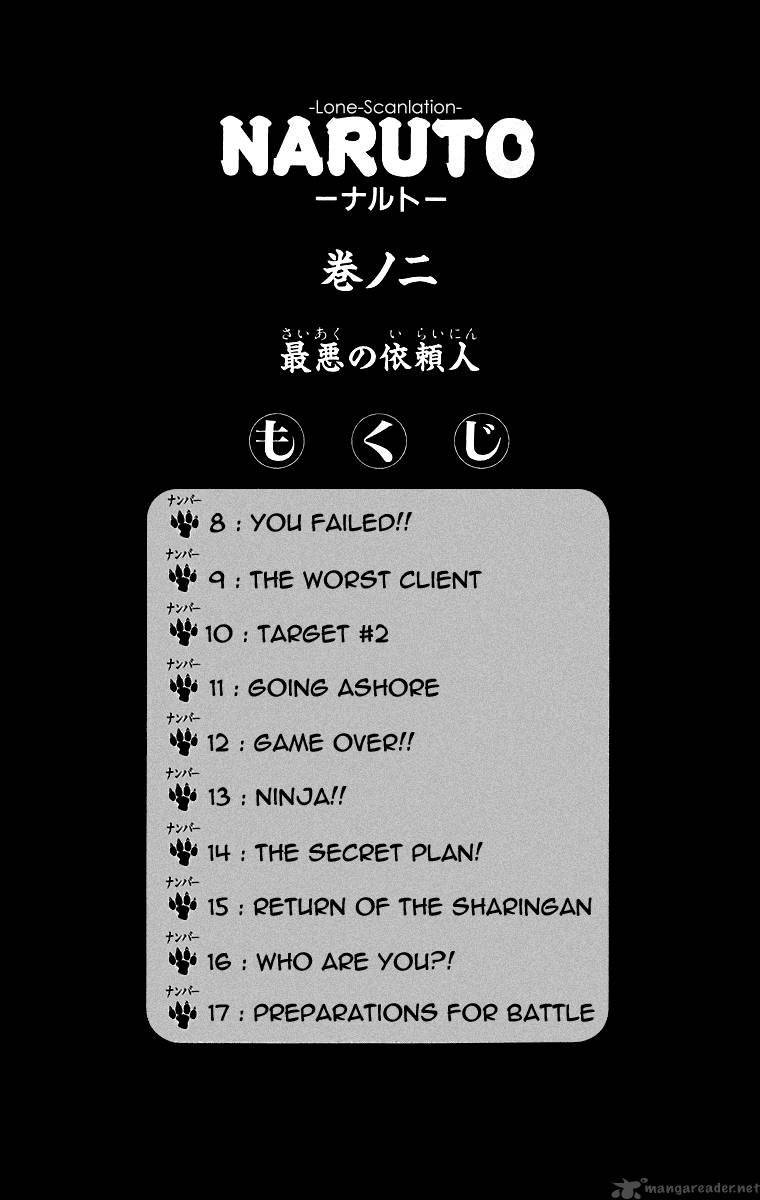 -Lone-Scanlation-
NARUTO
ーナルトー
巻ノ二
さいあく いらいにん
最悪の依頼人
もくじ
ナンバー
8 : YOU FAILED!!
ナンバー
9 : THE WORST CLIENT
ナンバー
10 : TARGET #2
ナンバー
11 : GOING ASHORE
ナンバー
12 : GAME OVER!!
ナンバー
13 : NINJA!!
ナンバー
14 : THE SECRET PLAN!
ナンバー
15 : RETURN OF THE SHARINGAN
ナンバー
16 : WHO ARE YOU?!
ナンバー
17 : PREPARATIONS FOR BATTLE
mangareader.net